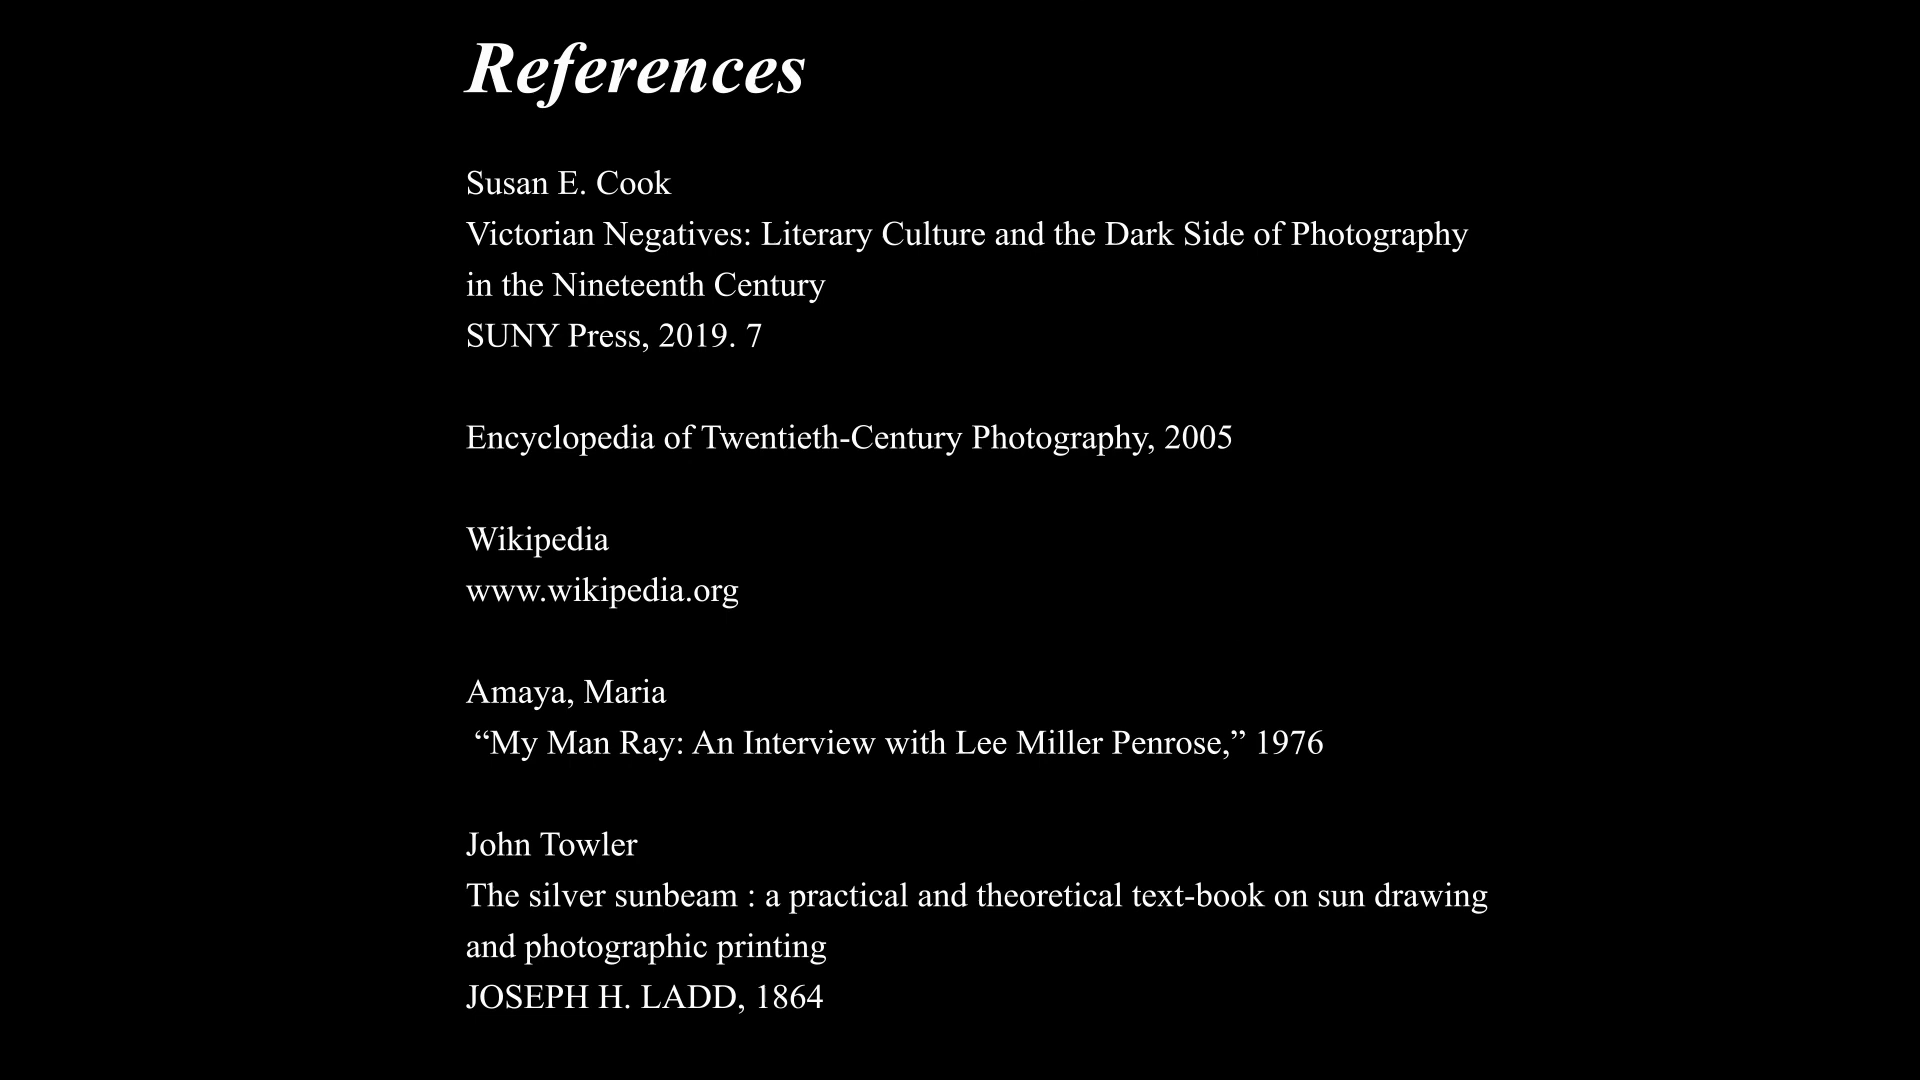 References
Susan E. Cook
Victorian Negatives: Literary Culture and the Dark Side of Photography
in the Nineteenth Century
SUNY Press, 2019. 7
Encyclopedia of Twentieth-Century Photography, 2005
Wikipedia
www.wikipedia.org
Amaya, Maria
“My Man Ray: An Interview with Lee Miller Penrose,” 1976
John Towler
The silver sunbeam : a practical and theoretical text-book on sun drawing
and photographic printing
JOSEPH H. LADD, 1864